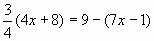 3/4 (4x + 8) = 9 − (7x − 1)